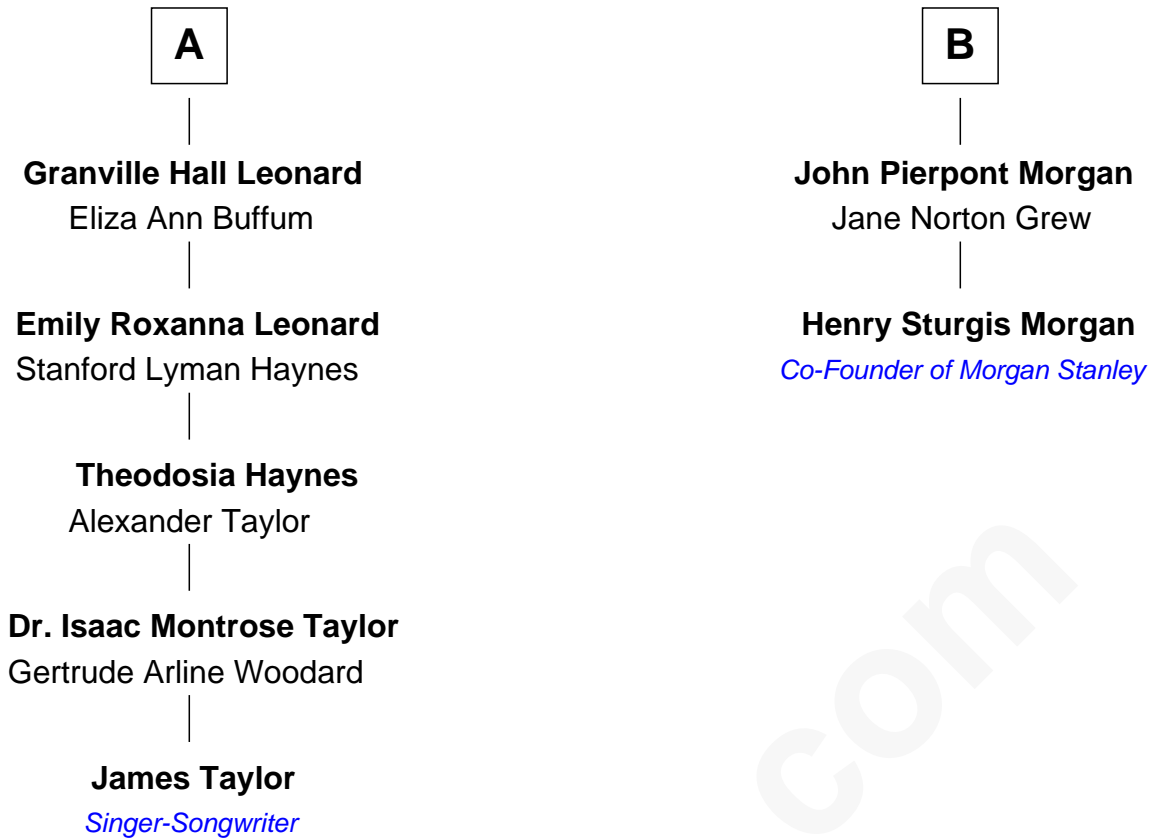 A
Granville Hall Leonard
Eliza Ann Buffum
Emily Roxanna Leonard
Stanford Lyman Haynes
Theodosia Haynes
Alexander Taylor
Dr. Isaac Montrose Taylor
Gertrude Arline Woodard
James Taylor
Singer-Songwriter
B
John Pierpont Morgan
Jane Norton Grew
Henry Sturgis Morgan
Co-Founder of Morgan Stanley
com